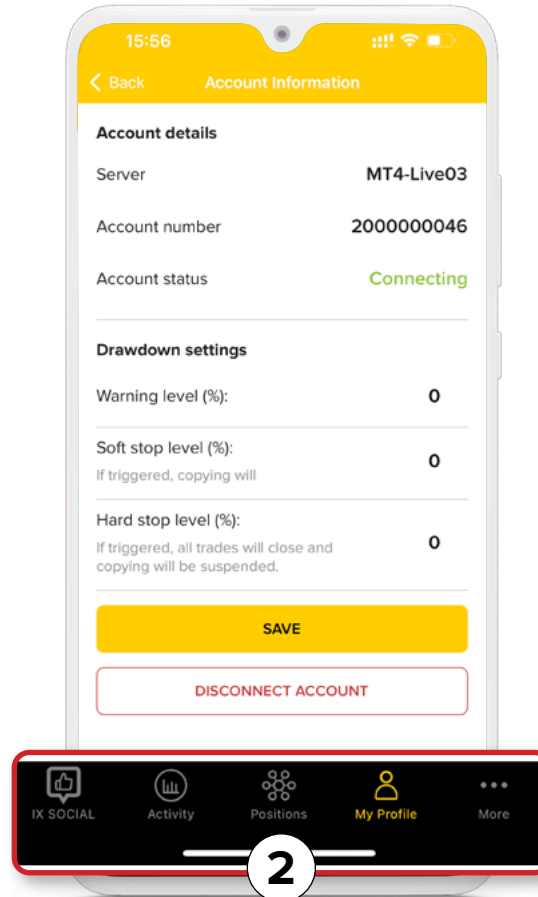 15:56
Back Account Information
Account details
Server MT4-Live03
Account number 2000000046
Account status Connecting
Drawdown settings
Warning level (%): 0
Soft stop level (%): 0
If triggered, copying will
Hard stop level (%): 0
If triggered, all trades will close and
copying will be suspended.
SAVE
DISCONNECT ACCOUNT
IX SOCIAL Activity Positions My Profile More
2